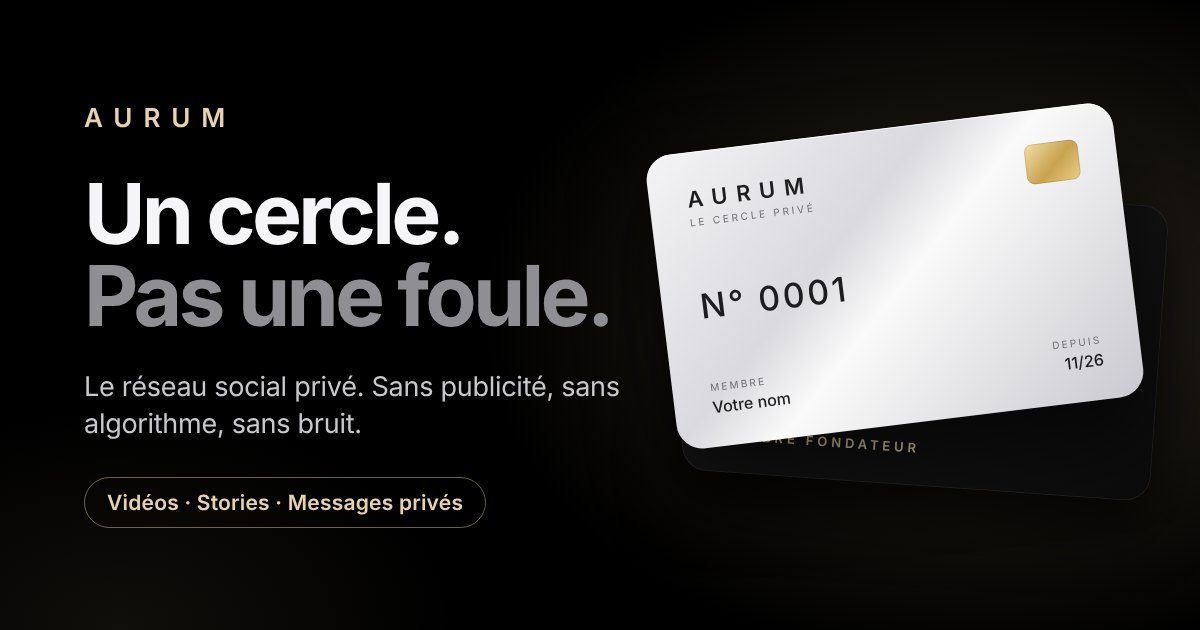 AURUM
Un cercle.
Pas une foule.
Le réseau social privé. Sans publicité, sans
algorithme, sans bruit.
Vidéos · Stories · Messages privés
AURUM
LE CERCLE PRIVÉ
N° 0001
DEPUIS
11/26
MEMBRE
Votre nom
FONDATEUR